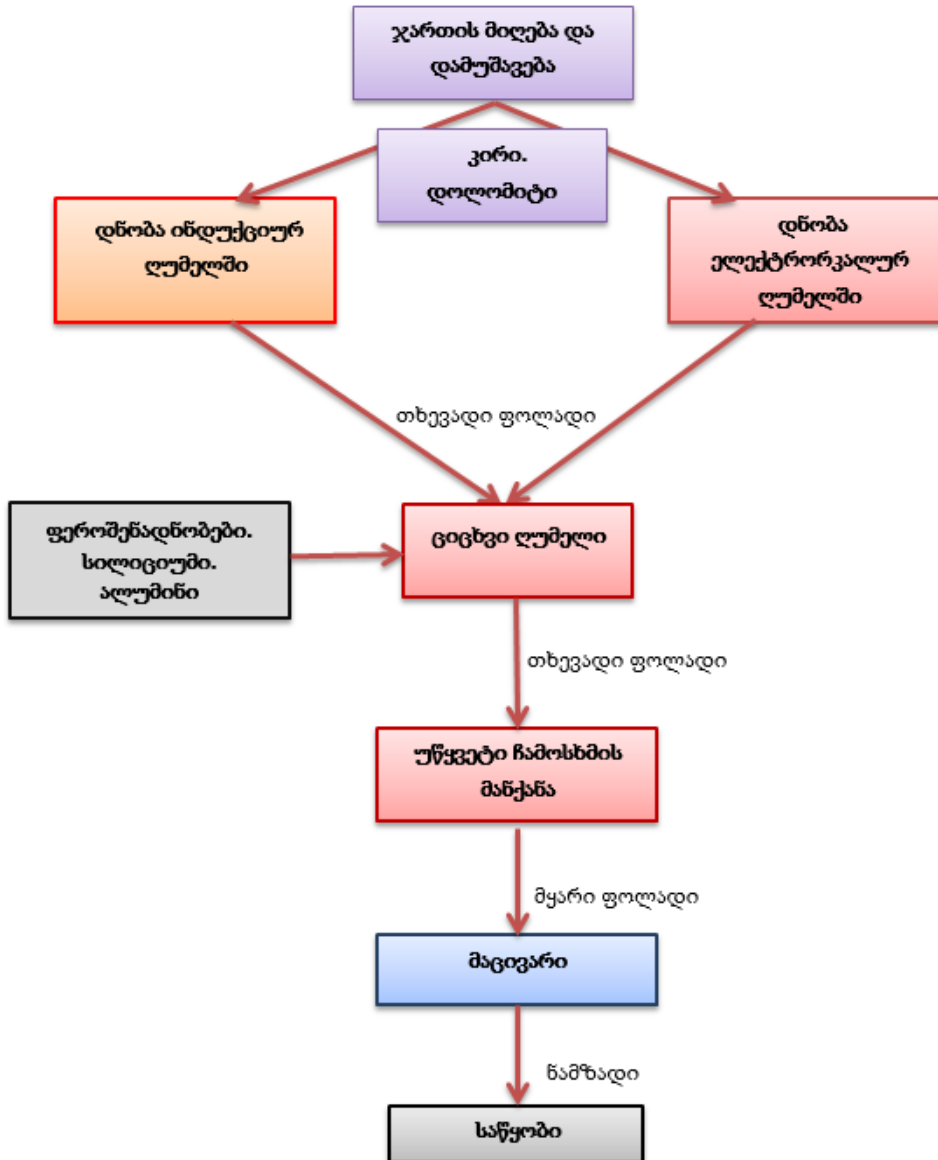 ჯართის მიღება და
დამუშავება
კირი.
დოლომიტი
დნობა ინდუქციურ
ღუმელში
დნობა
ელექტრორკალურ
ღუმელში
თხევადი ფოლადი
ფეროშენადნობები.
სილიციუმი.
ალუმინი
ციცხვი ღუმელი
თხევადი ფოლადი
უწყვეტი ჩამოსხმის
მანქანა
მყარი ფოლადი
მაცივარი
ნამზადი
საწყობი